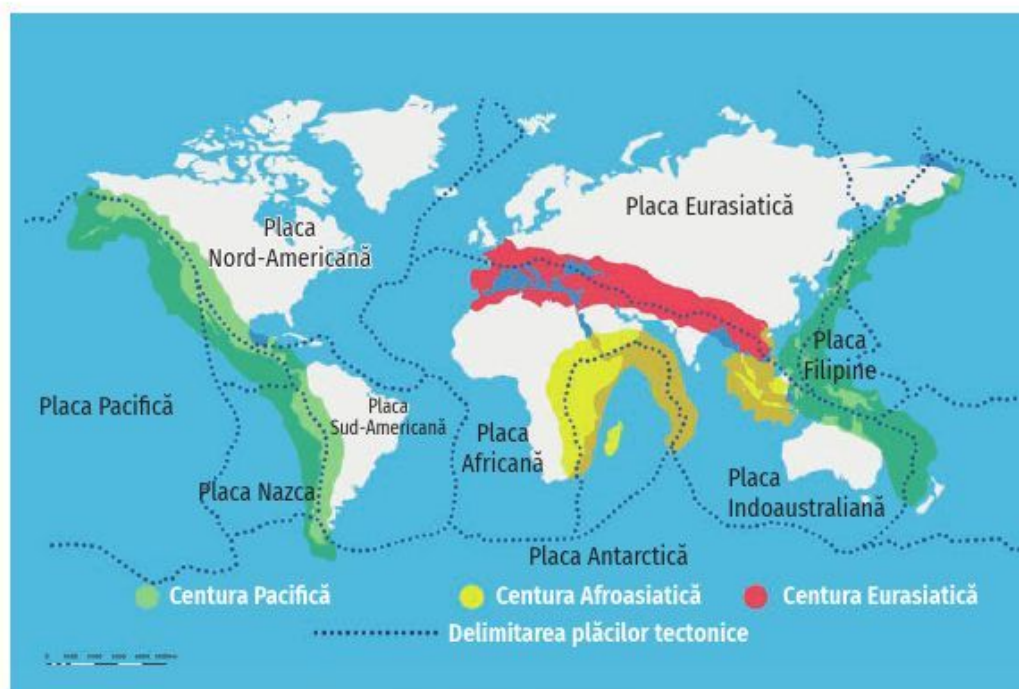 Placa Eurasiatică
Placa
Nord-Americană
Placa
Filipine
Placa Pacifică
Placa
Sud-Americană
Placa
Africană
Placa Nazca
Placa
Indoaustraliană
Placa Antarctică
Centura Pacifică
Centura Afroasiatică
Centura Eurasiatică
Delimitarea plăcilor tectonice